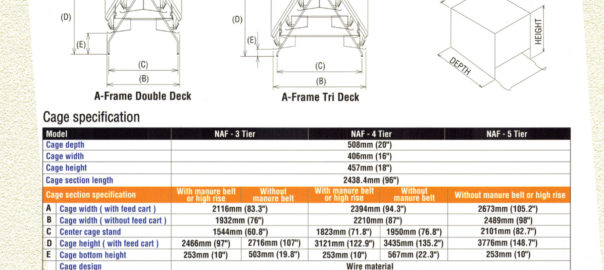 (D)
(C)
(B)
A-Frame Double Deck
(D)
(E)
(C)
(B)
A-Frame Tri Deck
HEIGHT
DEPTH
Cage specification
Model NAF - 3 Tier NAF - 4 Tier NAF - 5 Tier
Cage depth 508mm (20")
Cage width 406mm (16")
Cage height 457mm (18")
Cage section length 2438.4mm (96")
Cage section specification With manure belt or high rise Without manure belt With manure belt or high rise Without manure belt Without manure belt or high rise
A Cage width ( with feed cart ) 2116mm (83.3") 2394mm (94.3") 2673mm (105.2")
B Cage width ( without feed cart ) 1932mm (76") 2210mm (87") 2489mm (98")
C Center cage stand 1544mm (60.8") 1823mm (71.8") 1950mm (76.8") 2101mm (82.7")
D Cage height ( with feed cart ) 2466mm (97") 2716mm (107") 3121mm (122.9") 3435mm (135.2") 3776mm (148.7")
E Cage bottom height 253mm (10") 503mm (19.8") 253mm (10") 567mm (22.3") 253mm (10")
Cage design Wire material